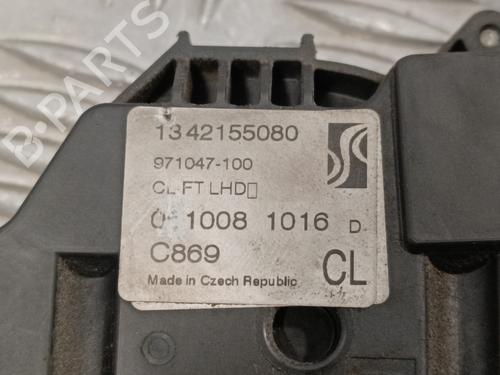 B-PARTS
1342155080
971047-100
CL FT LHD
1008 1016 D
C869
CL
Made in Czech Republic